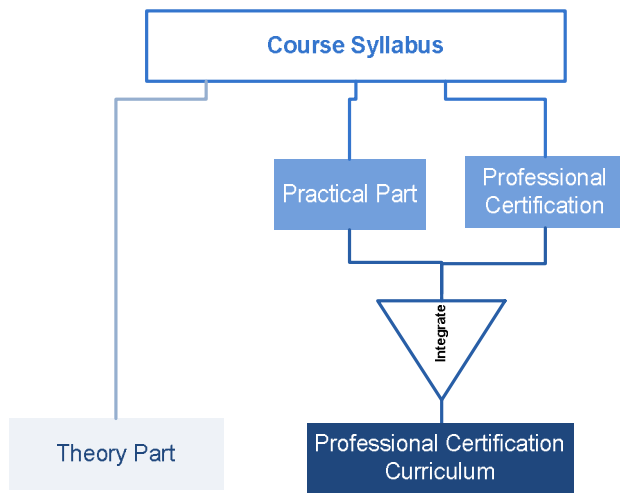 Course Syllabus
Practical Part
Professional
Certification
Integrate
Theory Part
Professional Certification
Curriculum